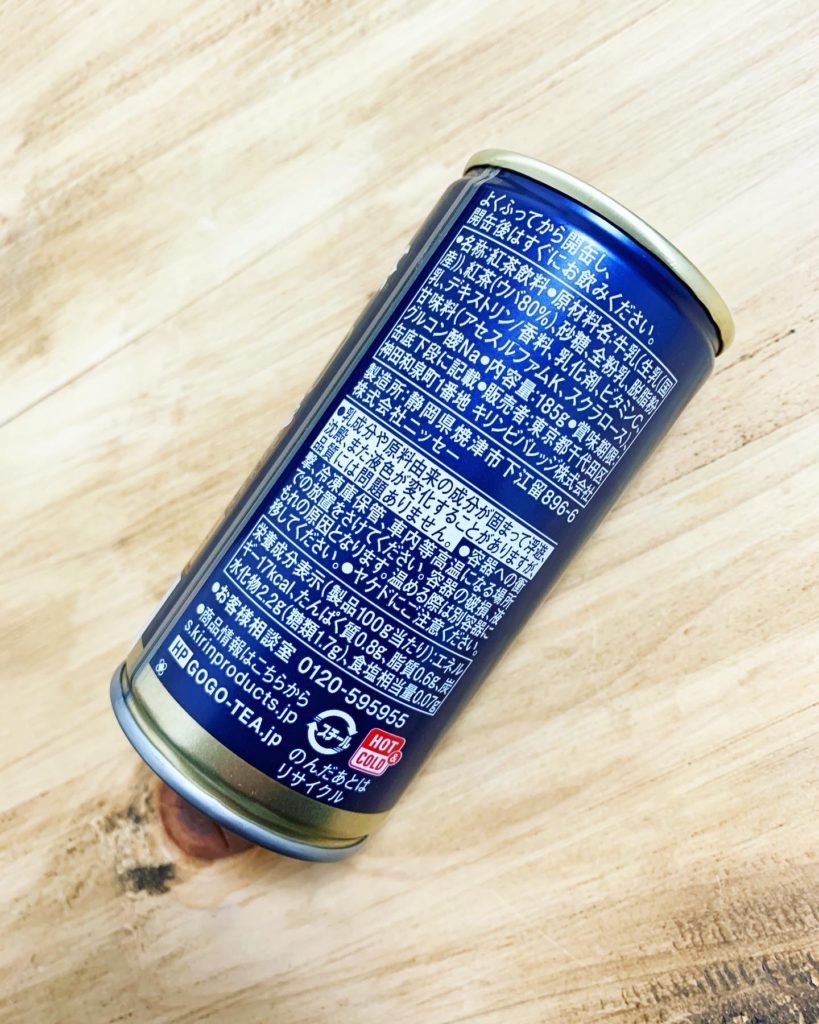 よくふってから開缶し、
開缶後はすぐにお飲みください。
●名称:紅茶飲料●原材料名:牛乳(生乳(国
産))、紅茶(ウバ80%)、砂糖、全粉乳、脱脂粉
乳、デキストリン/香料、乳化剤、ビタミンC、
甘味料(アセスルファムK、スクラロース)、
グルコン酸Na●内容量:185g●賞味期限:
缶底下段に記載●販売者:東京都千代田区
神田和泉町1番地 キリンビバレッジ株式会社
製造所:静岡県焼津市下江留896-6
株式会社ニッセー
●乳成分や原料由来の成分が固まって浮遊、
沈殿、また液色が変化することがありますが
品質には問題ありません。●容器への衝
撃、冷凍庫保管、車内等高温になる場所
での放置をさけてください。容器の破損、液
もれの原因となります。温める際は別容器に
移してください。●ヤケドにご注意ください。
栄養成分表示(製品100g当たり):エネル
ギー17kcal、たんぱく質0.8g、脂質0.6g、炭
水化物2.2g(糖類1.7g)、食塩相当量0.07g
●お客様相談室 0120-595955
●商品情報はこちらから
s.kirinproducts.jp
HP GOGO-TEA.jp
スチール
HOT & COLD
のんだあとは
リサイクル